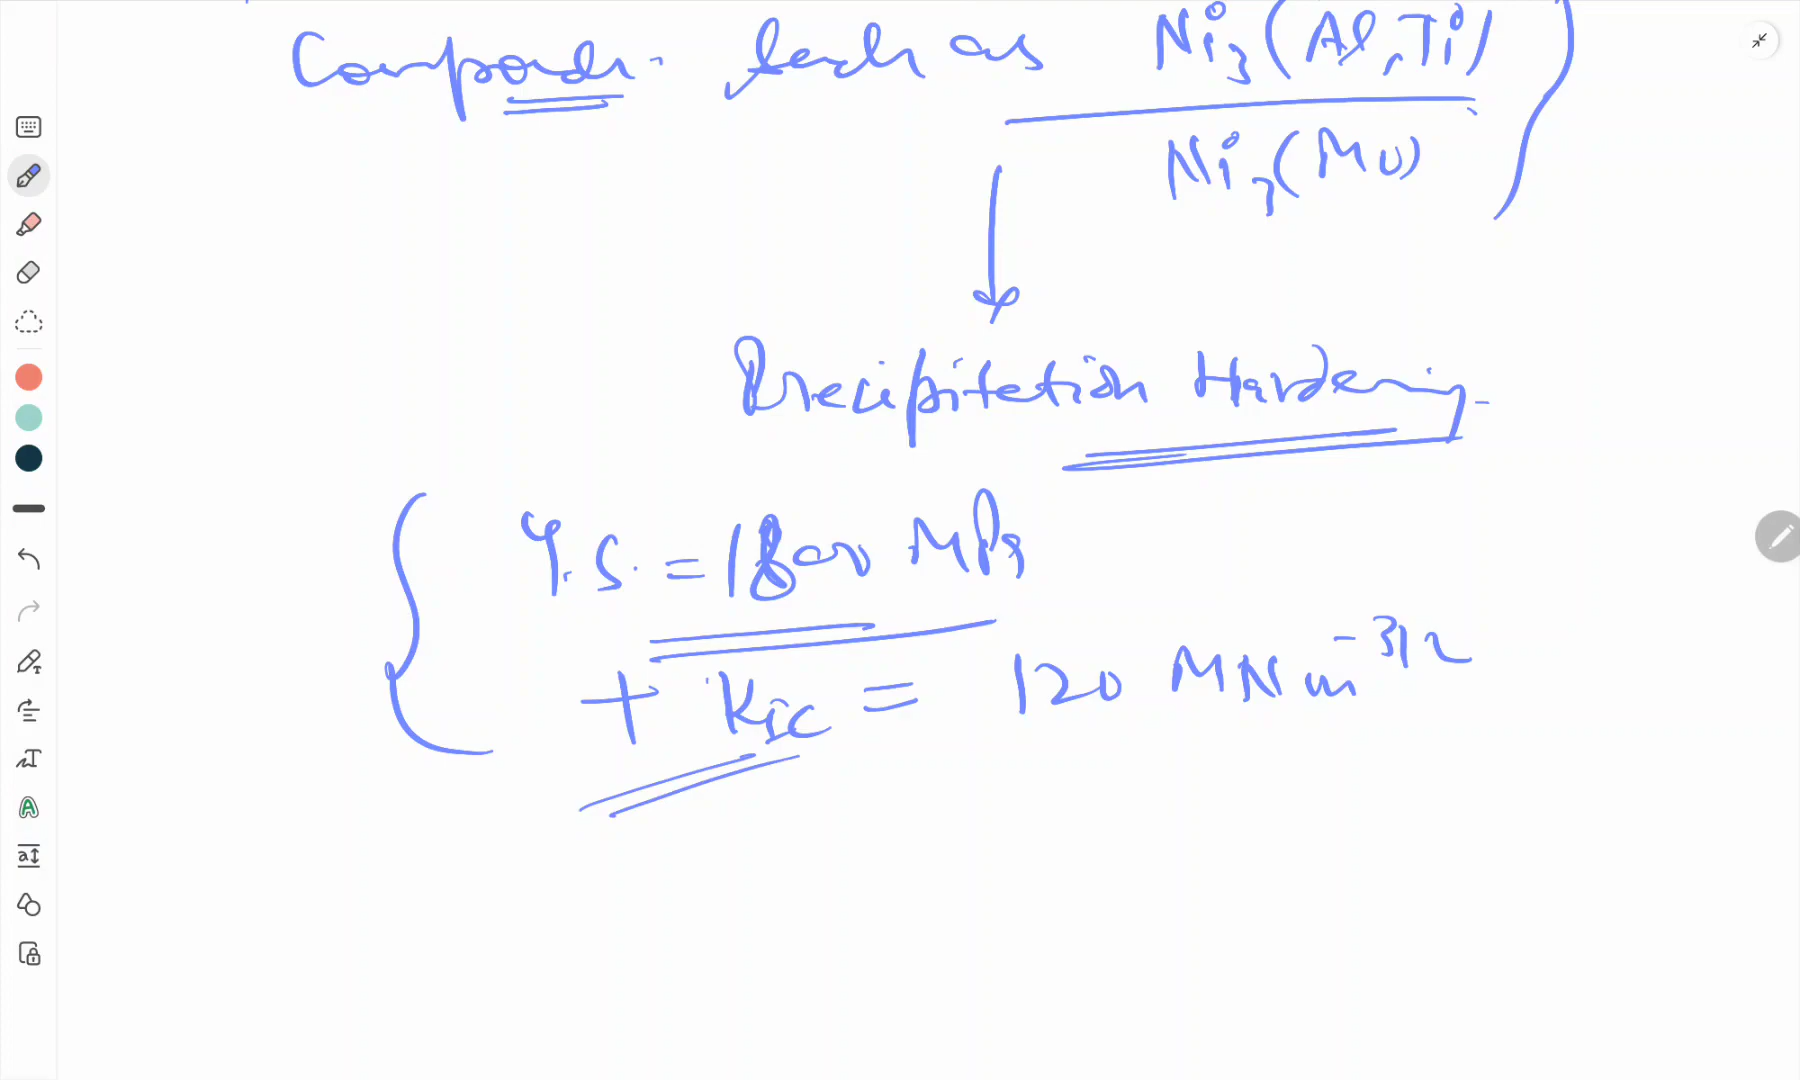 Compounds. Such as Ni3(Al,Ti)
Ni3(Mo)
Precipitation Hardening.
Y.S. = 1800 MPa
+ KIC = 120 MNm^-3/2